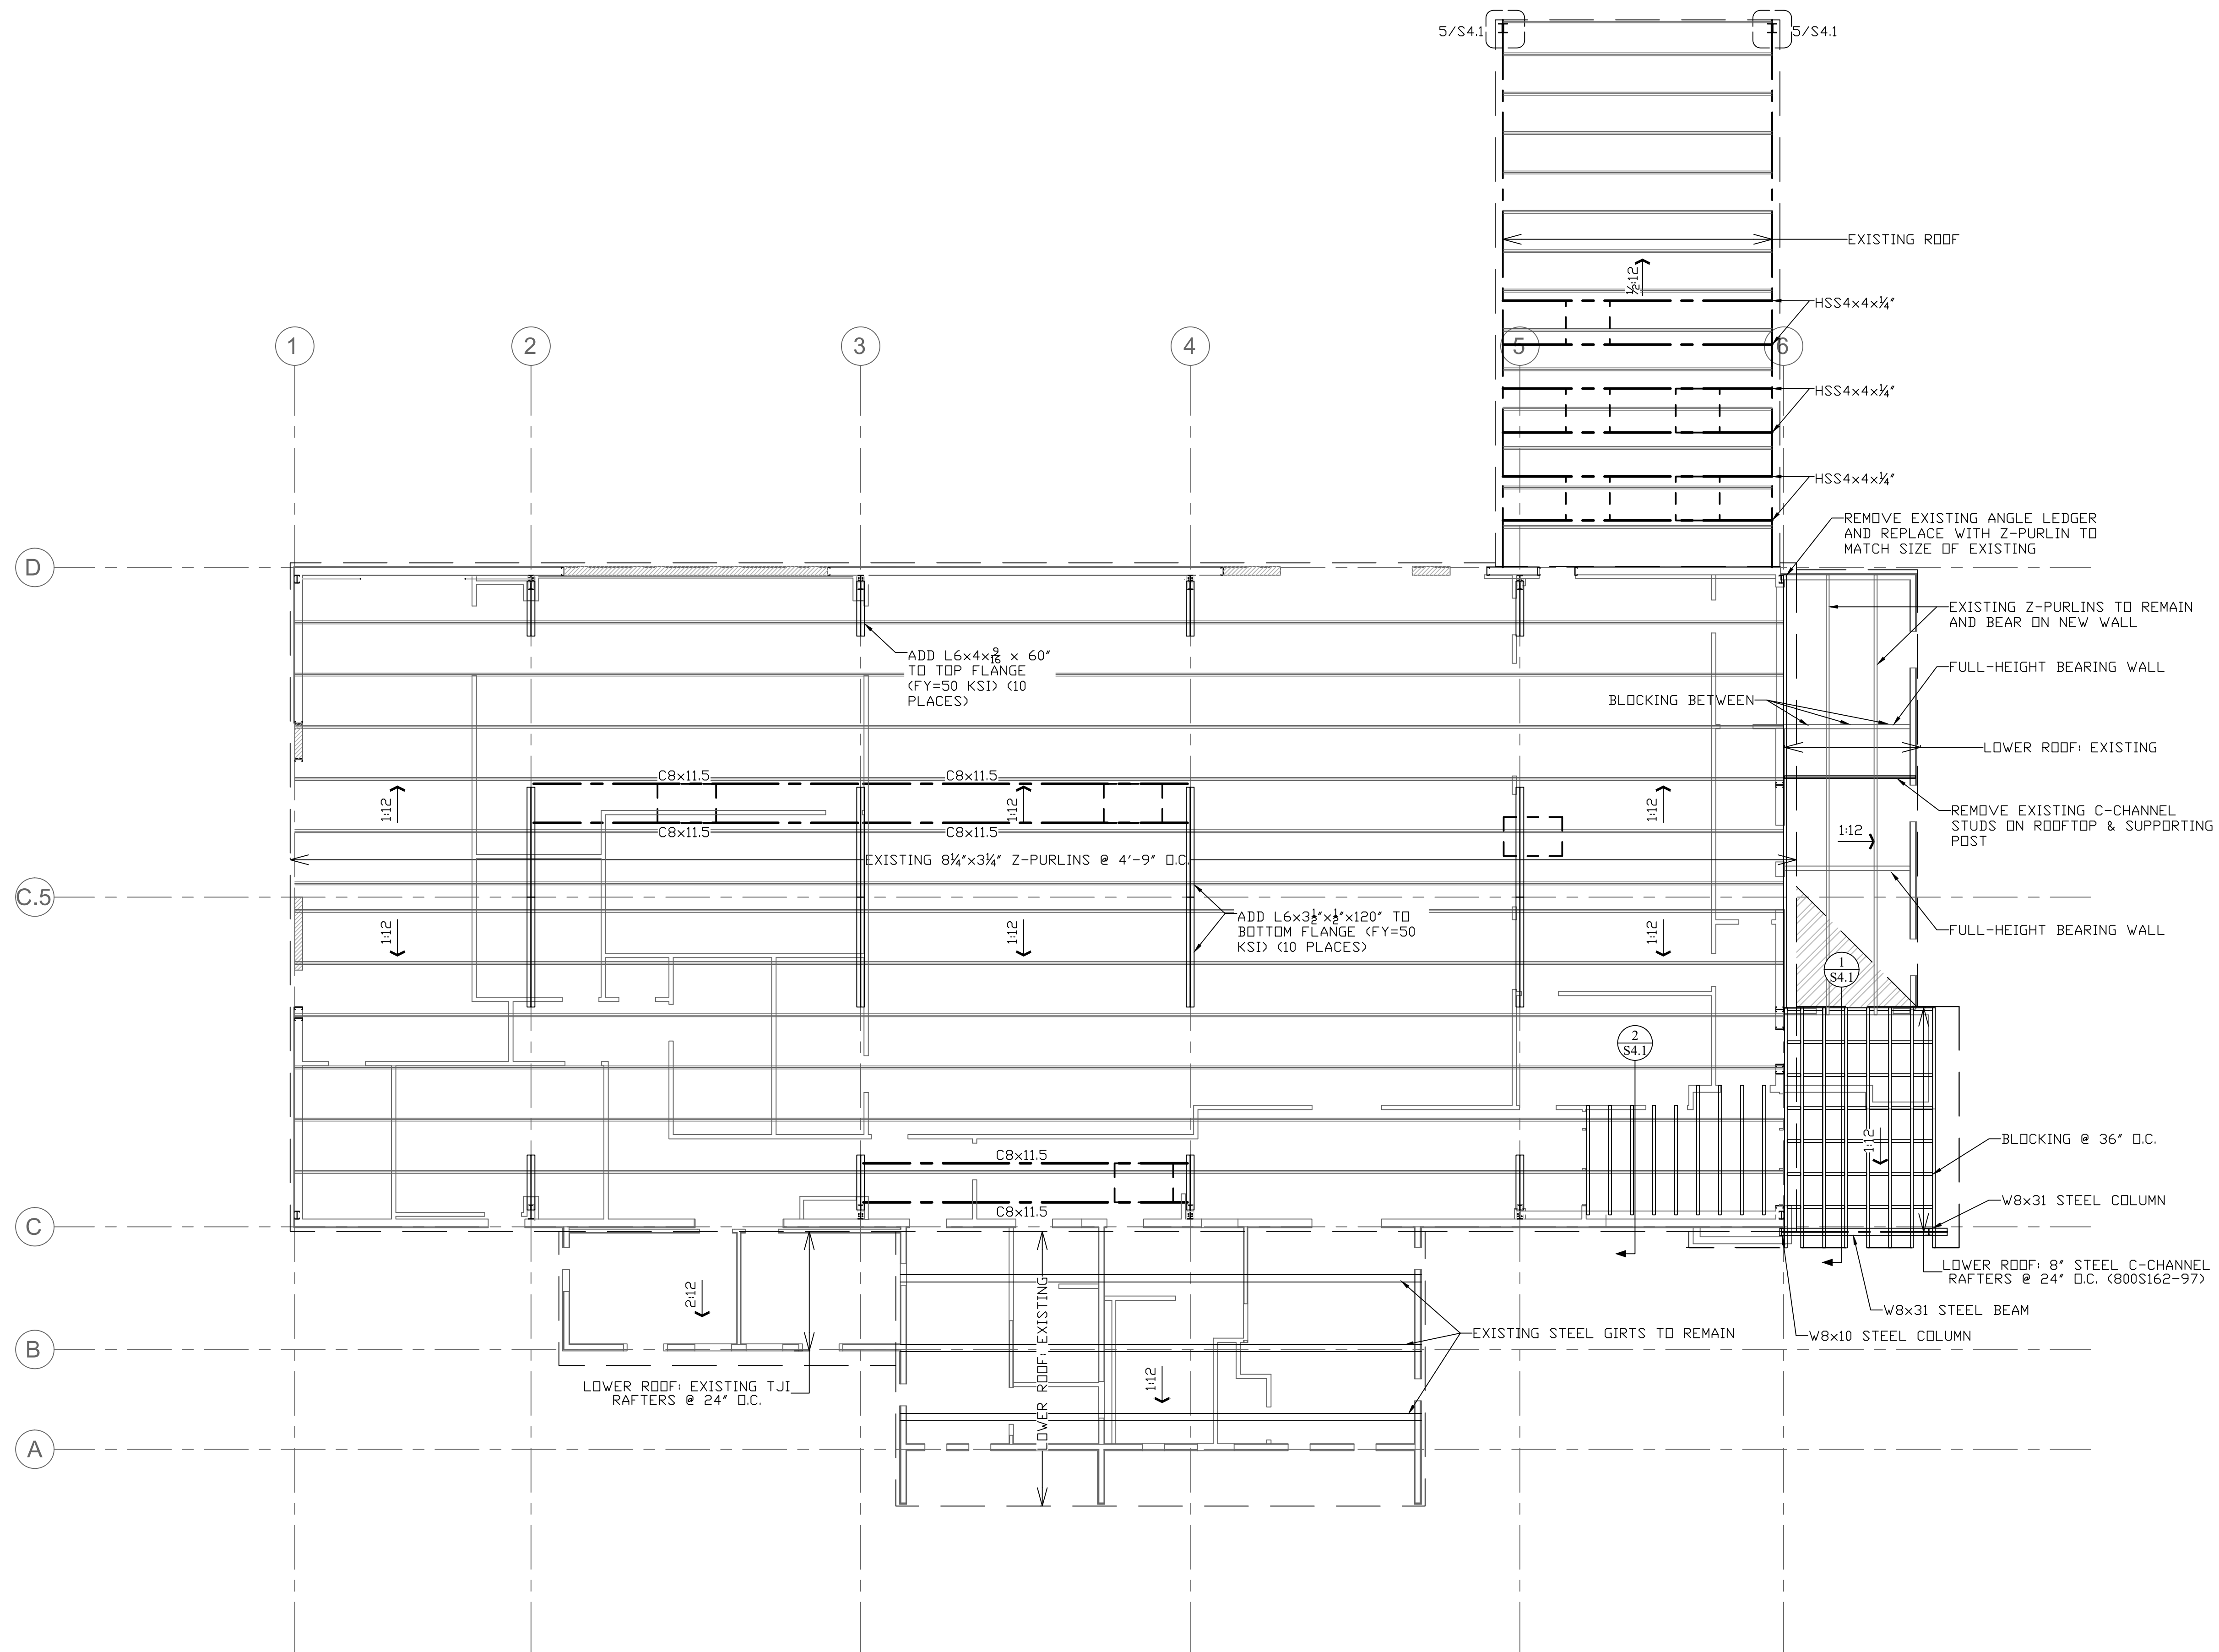 5/S4.1
5/S4.1
EXISTING ROOF
½:12
HSS4x4x¼"
1
2
3
4
5
6
HSS4x4x¼"
HSS4x4x¼"
REMOVE EXISTING ANGLE LEDGER
AND REPLACE WITH Z-PURLIN TO
MATCH SIZE OF EXISTING
D
EXISTING Z-PURLINS TO REMAIN
AND BEAR ON NEW WALL
ADD L6x4x9/16 x 60"
TO TOP FLANGE
(FY=50 KSI) (10
PLACES)
FULL-HEIGHT BEARING WALL
BLOCKING BETWEEN
LOWER ROOF: EXISTING
C8x11.5
C8x11.5
1:12
1:12
1:12
REMOVE EXISTING C-CHANNEL
STUDS ON ROOFTOP & SUPPORTING
POST
C8x11.5
C8x11.5
1:12
EXISTING 8¼"x3¼" Z-PURLINS @ 4'-9" O.C.
C.5
ADD L6x3½"x½"x120" TO
BOTTOM FLANGE (FY=50
KSI) (10 PLACES)
1:12
1:12
1:12
FULL-HEIGHT BEARING WALL
1
S4.1
2
S4.1
BLOCKING @ 36" O.C.
1:12
C8x11.5
W8x31 STEEL COLUMN
C8x11.5
C
LOWER ROOF: 8" STEEL C-CHANNEL
RAFTERS @ 24" O.C. (800S162-97)
2:12
LOWER ROOF: EXISTING
W8x31 STEEL BEAM
EXISTING STEEL GIRTS TO REMAIN
W8x10 STEEL COLUMN
B
LOWER ROOF: EXISTING TJI
RAFTERS @ 24" O.C.
1:12
A